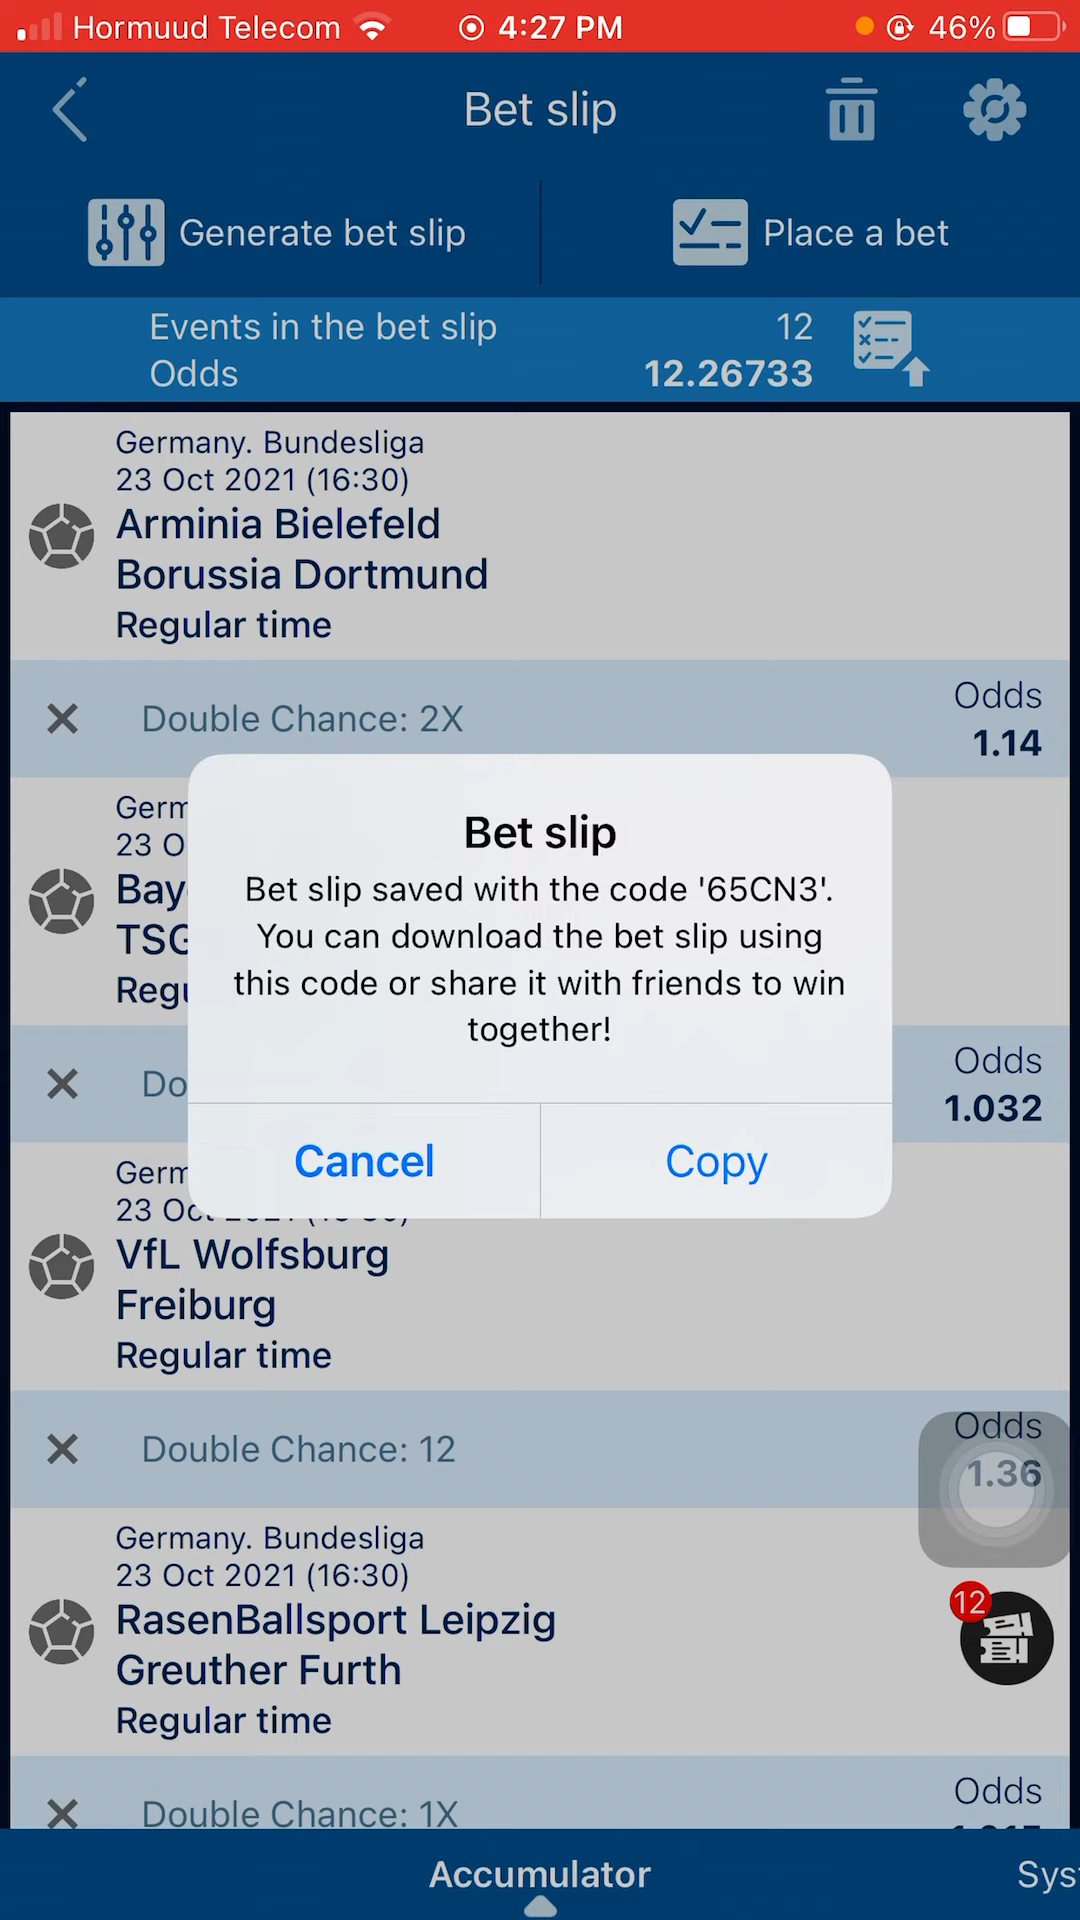 Hormuud Telecom 4:27 PM 46%
Bet slip
Generate bet slip Place a bet
Events in the bet slip 12
Odds 12.26733
Germany. Bundesliga
23 Oct 2021 (16:30)
Arminia Bielefeld
Borussia Dortmund
Regular time
Odds
Double Chance: 2X
1.14
Bet slip
Bet slip saved with the code '65CN3'.
You can download the bet slip using
this code or share it with friends to win
together!
Cancel Copy
Odds
1.032
VfL Wolfsburg
Freiburg
Regular time
Odds
Double Chance: 12
1.36
Germany. Bundesliga
23 Oct 2021 (16:30)
12
RasenBallsport Leipzig
Greuther Furth
Regular time
Odds
Double Chance: 1X
Accumulator